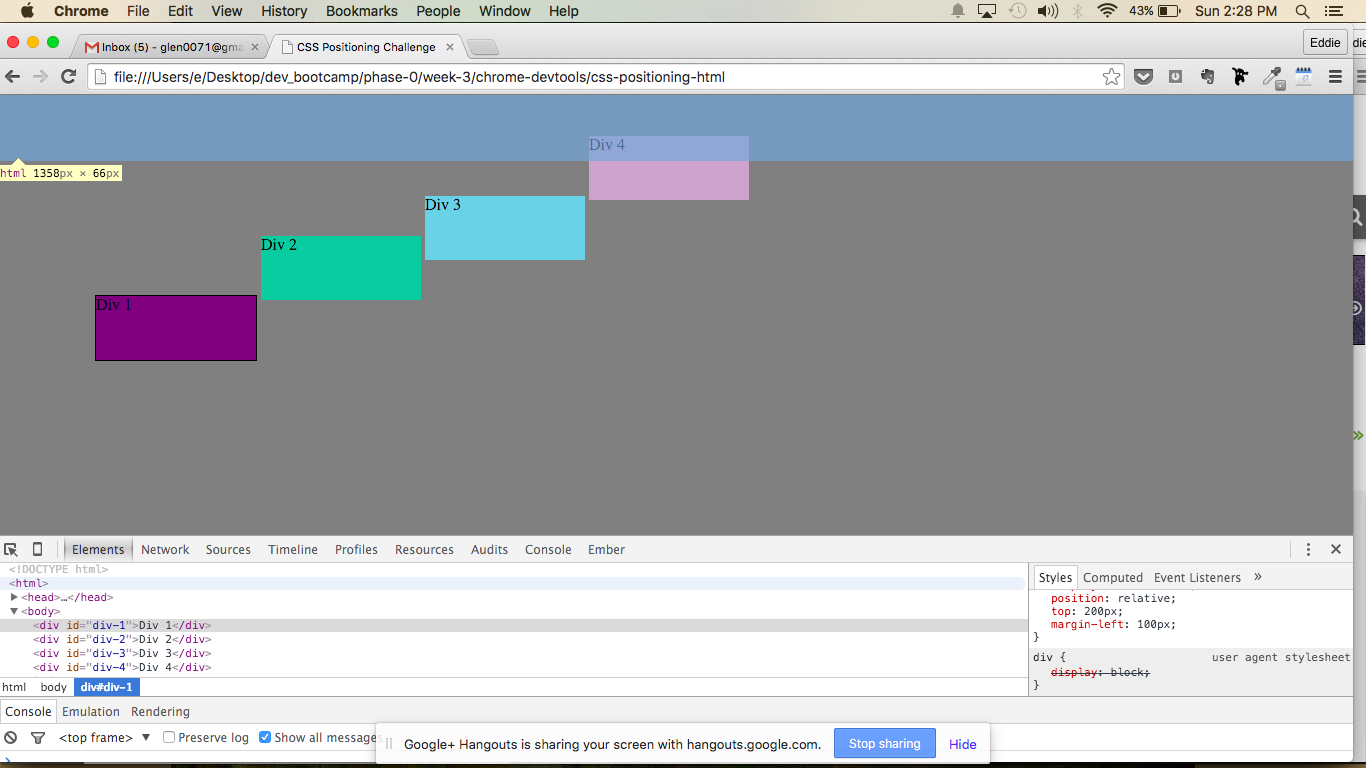 Chrome File Edit View History Bookmarks People Window Help 43% Sun 2:28 PM
Inbox (5) - glen0071@gma CSS Positioning Challenge Eddie die
file:///Users/e/Desktop/dev_bootcamp/phase-0/week-3/chrome-devtools/css-positioning-html
Div 4
html 1358px × 66px
Div 3
Div 2
Div 1
Elements Network Sources Timeline Profiles Resources Audits Console Ember
<!DOCTYPE html>
<html>
<head>…</head>
<body>
<div id="div-1">Div 1</div>
<div id="div-2">Div 2</div>
<div id="div-3">Div 3</div>
<div id="div-4">Div 4</div>
html body div#div-1
Styles Computed Event Listeners »
position: relative;
top: 200px;
margin-left: 100px;
}
div { user agent stylesheet
display: block;
}
Console Emulation Rendering
<top frame> ▼ Preserve log Show all messages
Google+ Hangouts is sharing your screen with hangouts.google.com. Stop sharing Hide